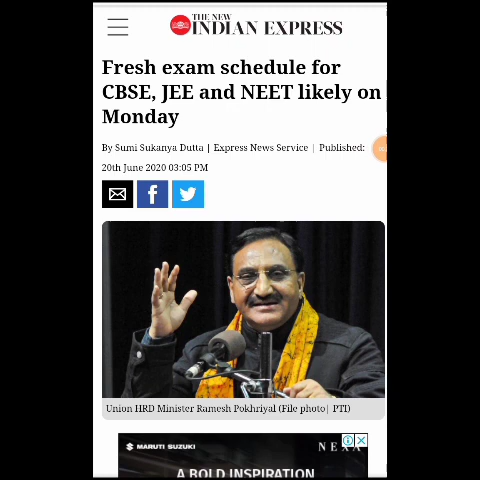 THE NEW
INDIAN EXPRESS
Fresh exam schedule for
CBSE, JEE and NEET likely on
Monday
By Sumi Sukanya Dutta | Express News Service | Published:
20th June 2020 03:05 PM
Union HRD Minister Ramesh Pokhriyal (File photo| PTI)
MARUTI SUZUKI
NEXA
A BOLD INSPIRATION